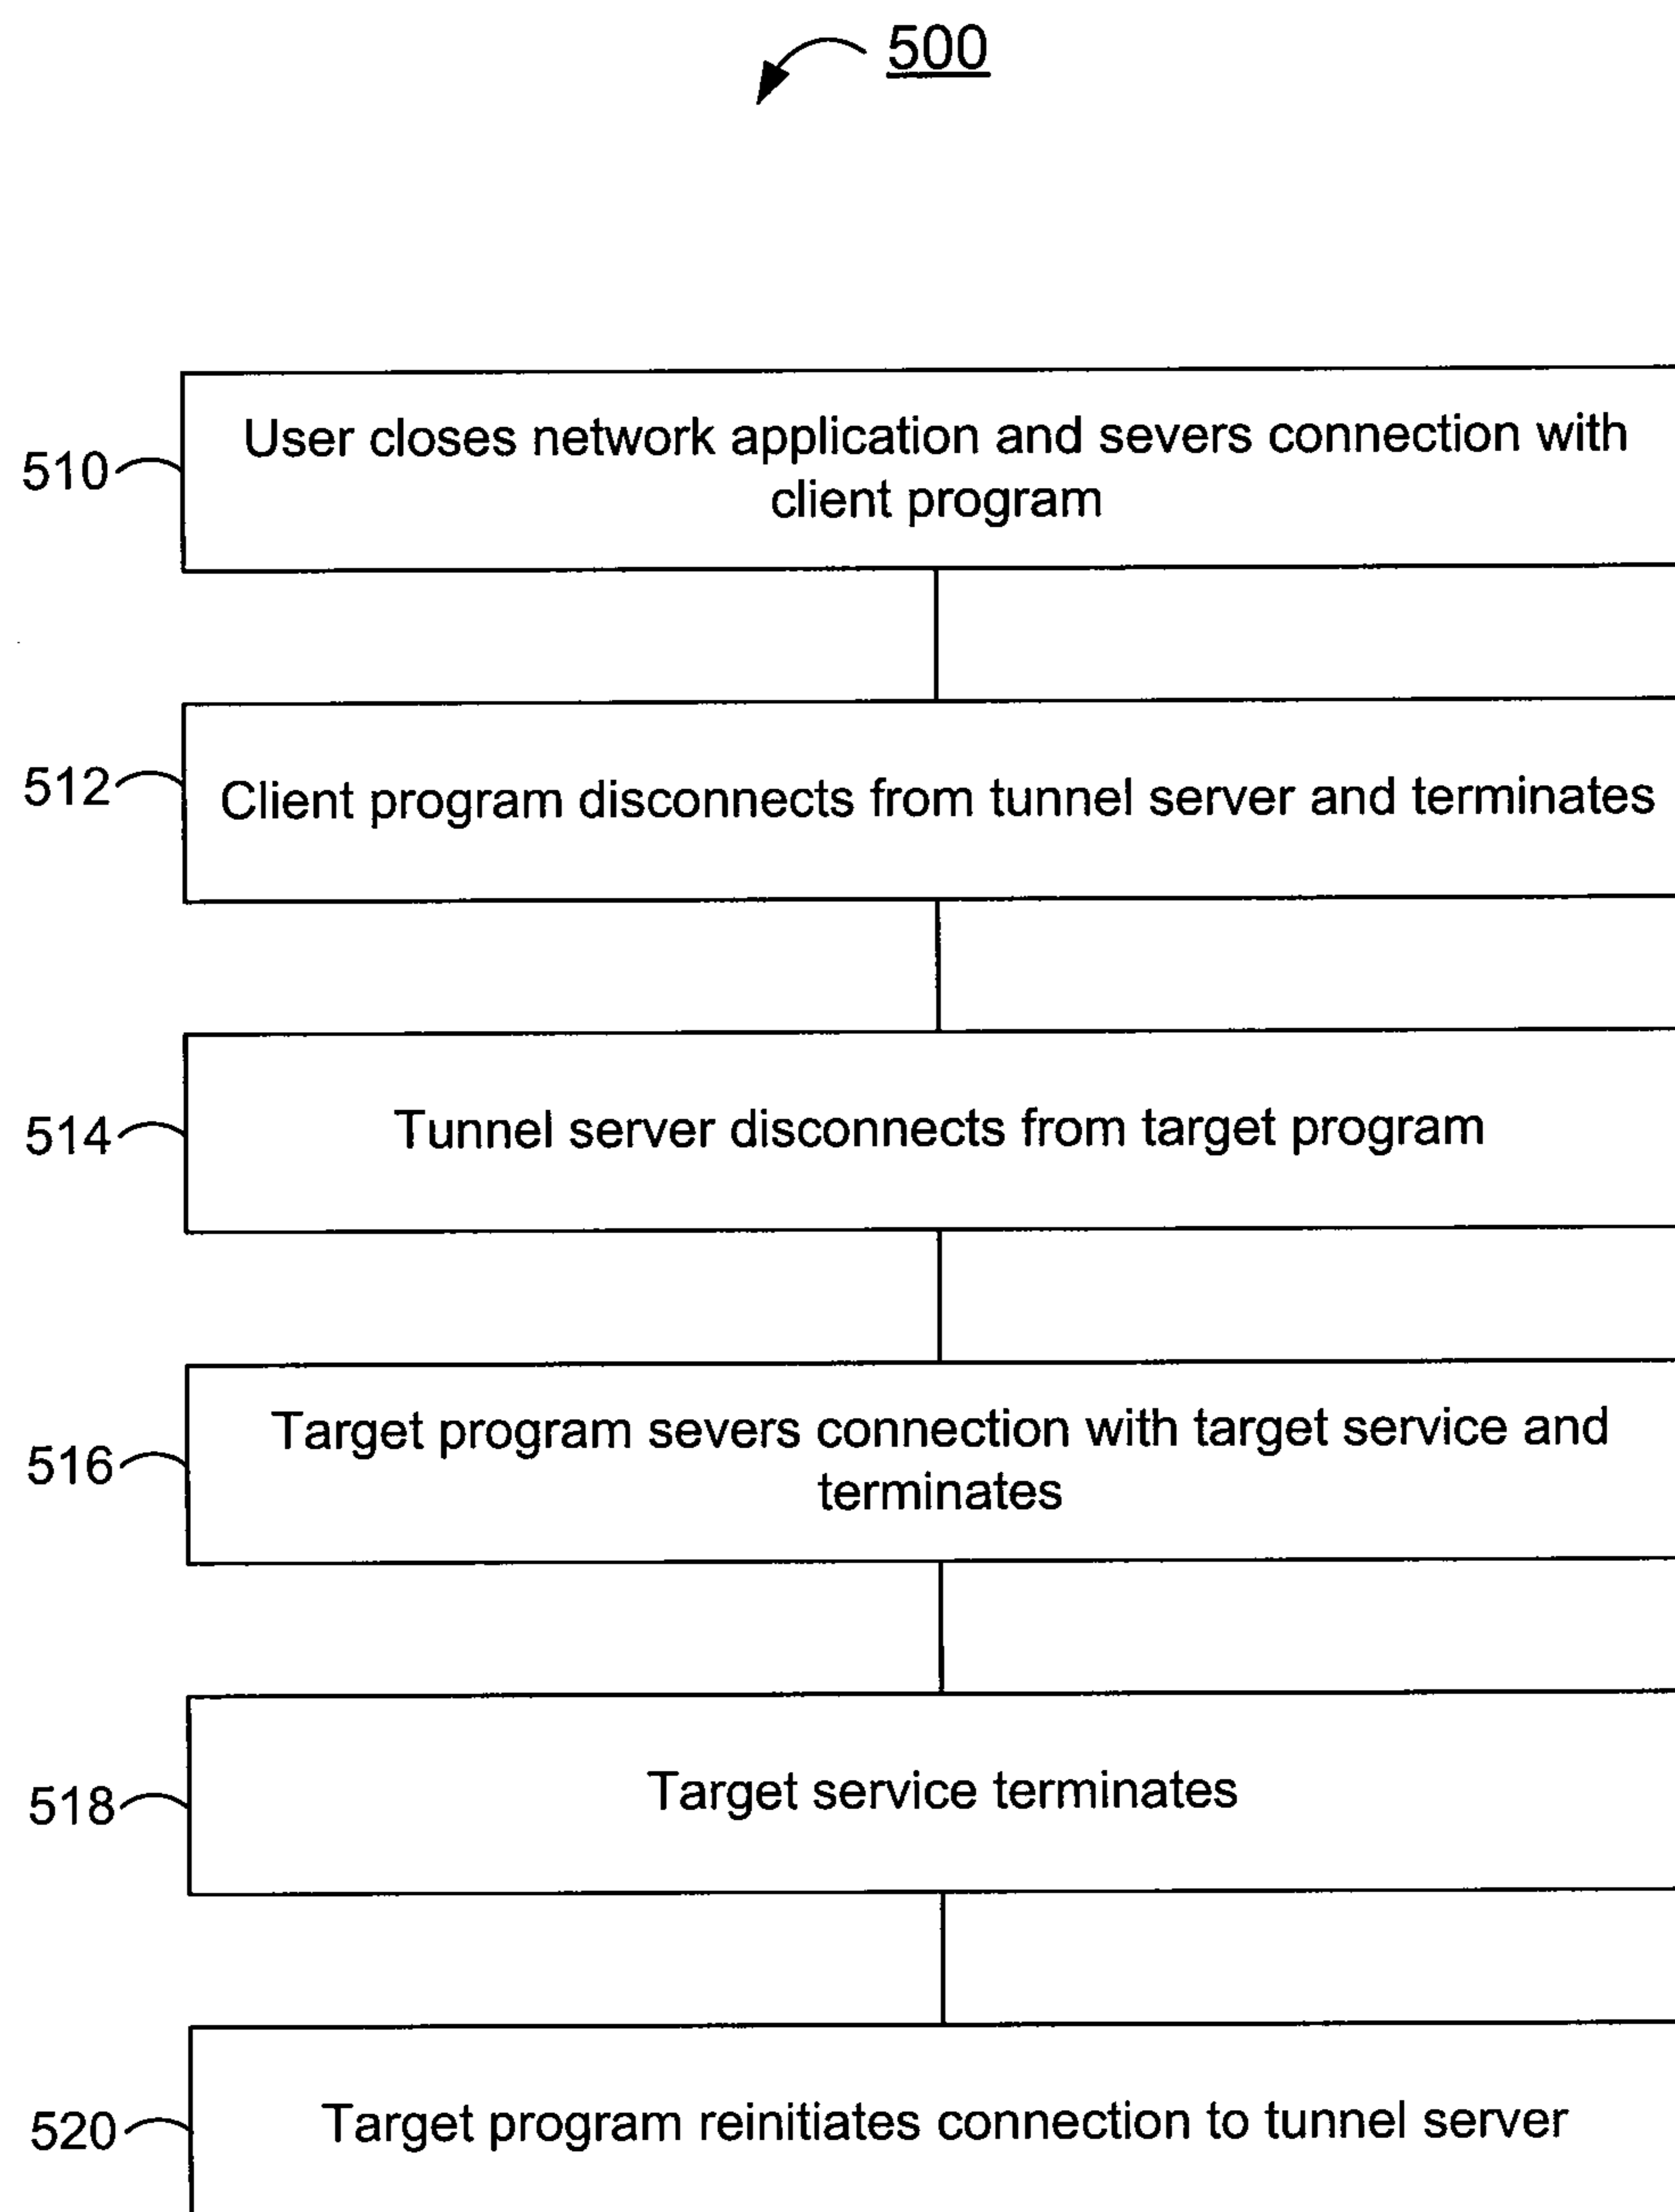 500
510
User closes network application and severs connection with
client program
512
Client program disconnects from tunnel server and terminates
514
Tunnel server disconnects from target program
516
Target program severs connection with target service and
terminates
518
Target service terminates
520
Target program reinitiates connection to tunnel server